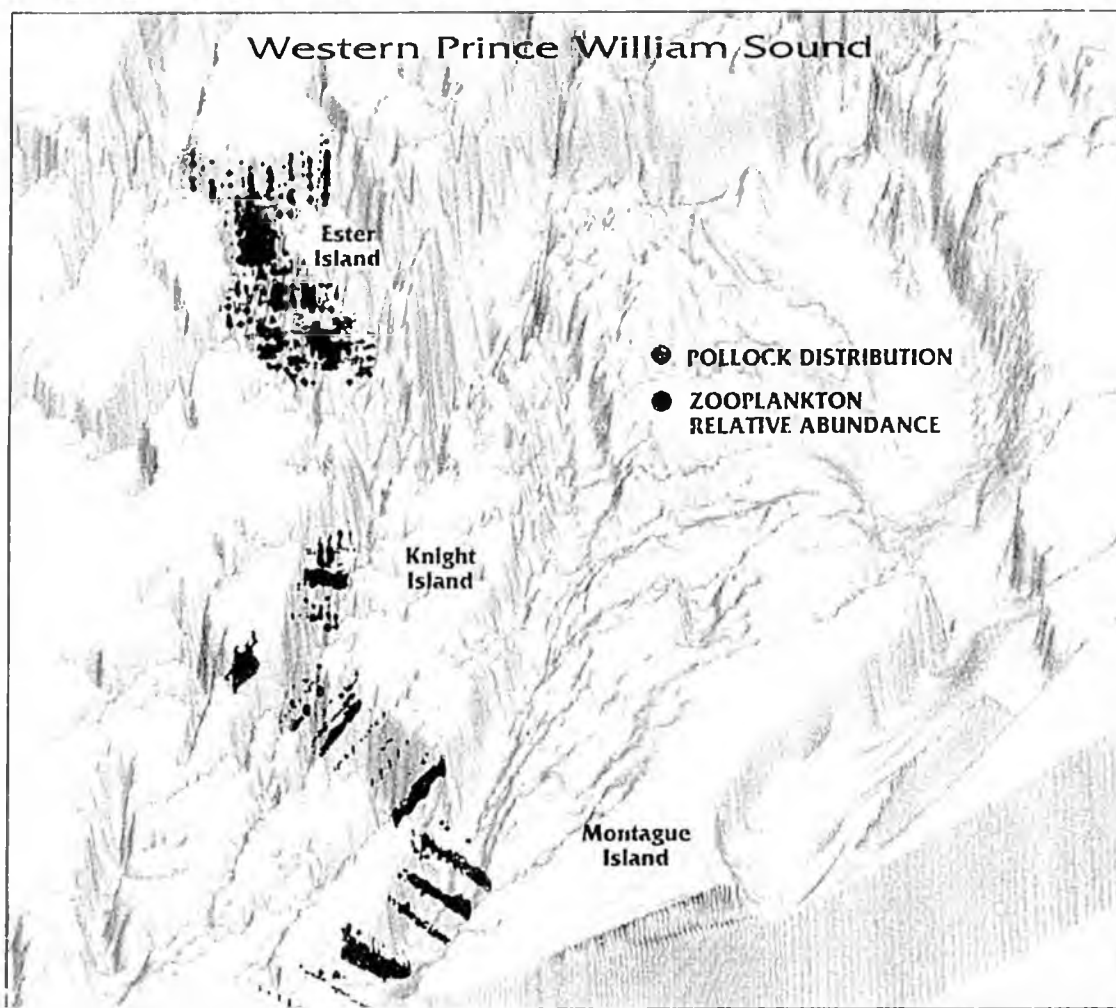 Western Prince William Sound
Ester
Island
POLLOCK DISTRIBUTION
ZOOPLANKTON
RELATIVE ABUNDANCE
Knight
Island
Montague
Island